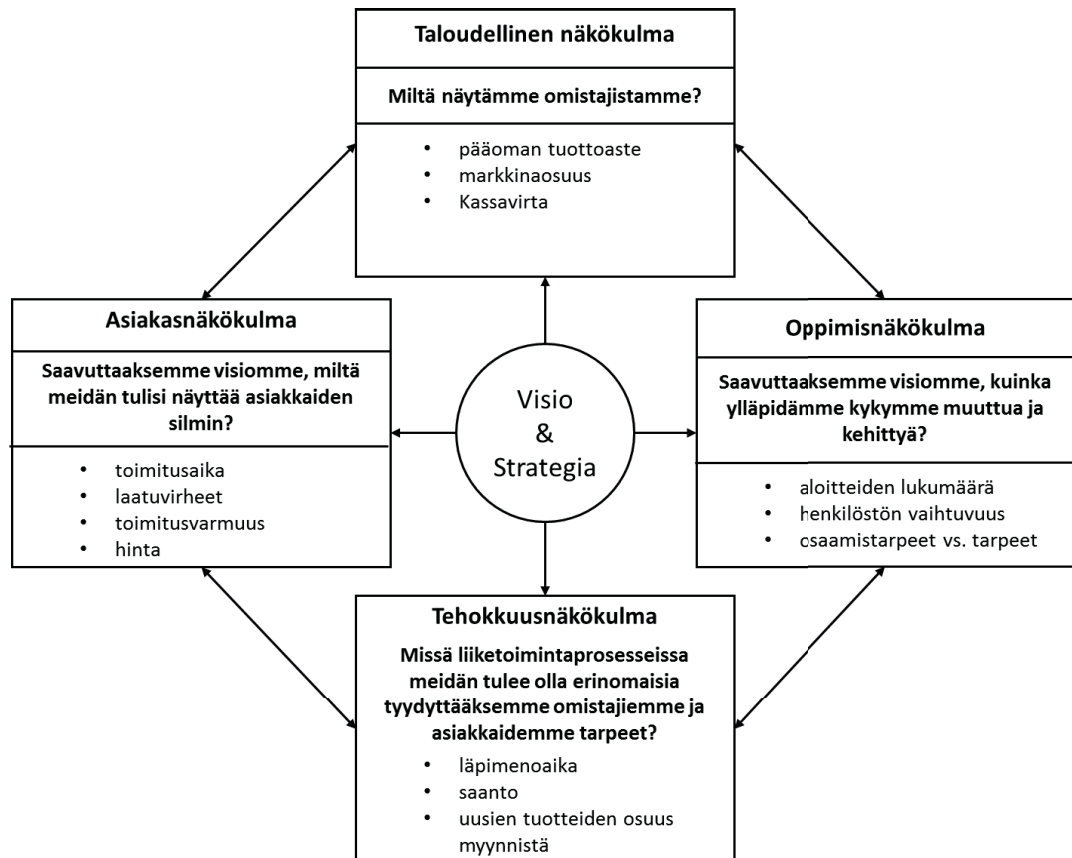 Taloudellinen näkökulma
Miltä näytämme omistajistamme?
• pääoman tuottoaste
• markkinaosuus
• Kassavirta
Asiakasnäkökulma
Saavuttaaksemme visiomme, miltä
meidän tulisi näyttää asiakkaiden
silmin?
• toimitusaika
• laatuvirheet
• toimitusvarmuus
• hinta
Visio
&
Strategia
Oppimisnäkökulma
Saavuttaaksemme visiomme, kuinka
ylläpidämme kykymme muuttua ja
kehittyä?
• aloitteiden lukumäärä
• henkilöstön vaihtuvuus
• osaamistarpeet vs. tarpeet
Tehokkuusnäkökulma
Missä liiketoimintaprosesseissa
meidän tulee olla erinomaisia
tyydyttääksemme omistajiemme ja
asiakkaidemme tarpeet?
• läpimenoaika
• saanto
• uusien tuotteiden osuus
myynnistä